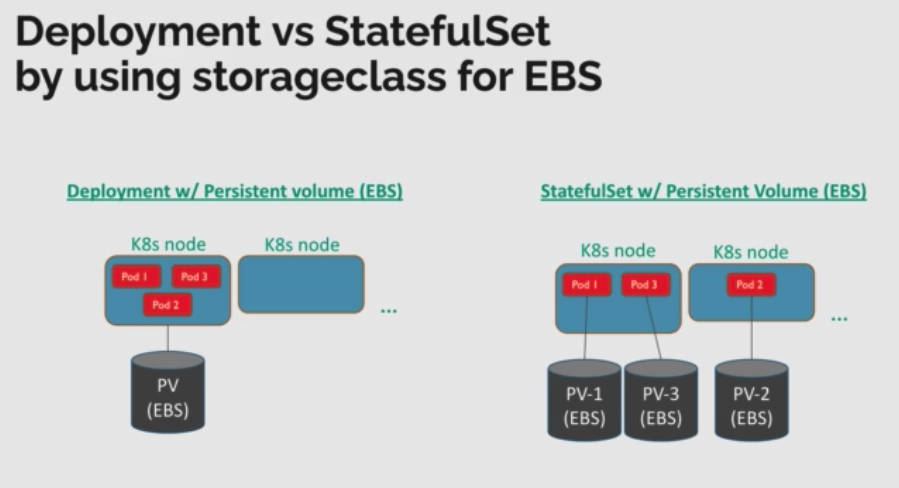 Deployment vs StatefulSet
by using storageclass for EBS
Deployment w/ Persistent volume (EBS)
K8s node
K8s node
Pod 1
Pod 3
Pod 2
...
PV
(EBS)
StatefulSet w/ Persistent Volume (EBS)
K8s node
K8s node
Pod 1
Pod 3
Pod 2
...
PV-1
(EBS)
PV-3
(EBS)
PV-2
(EBS)